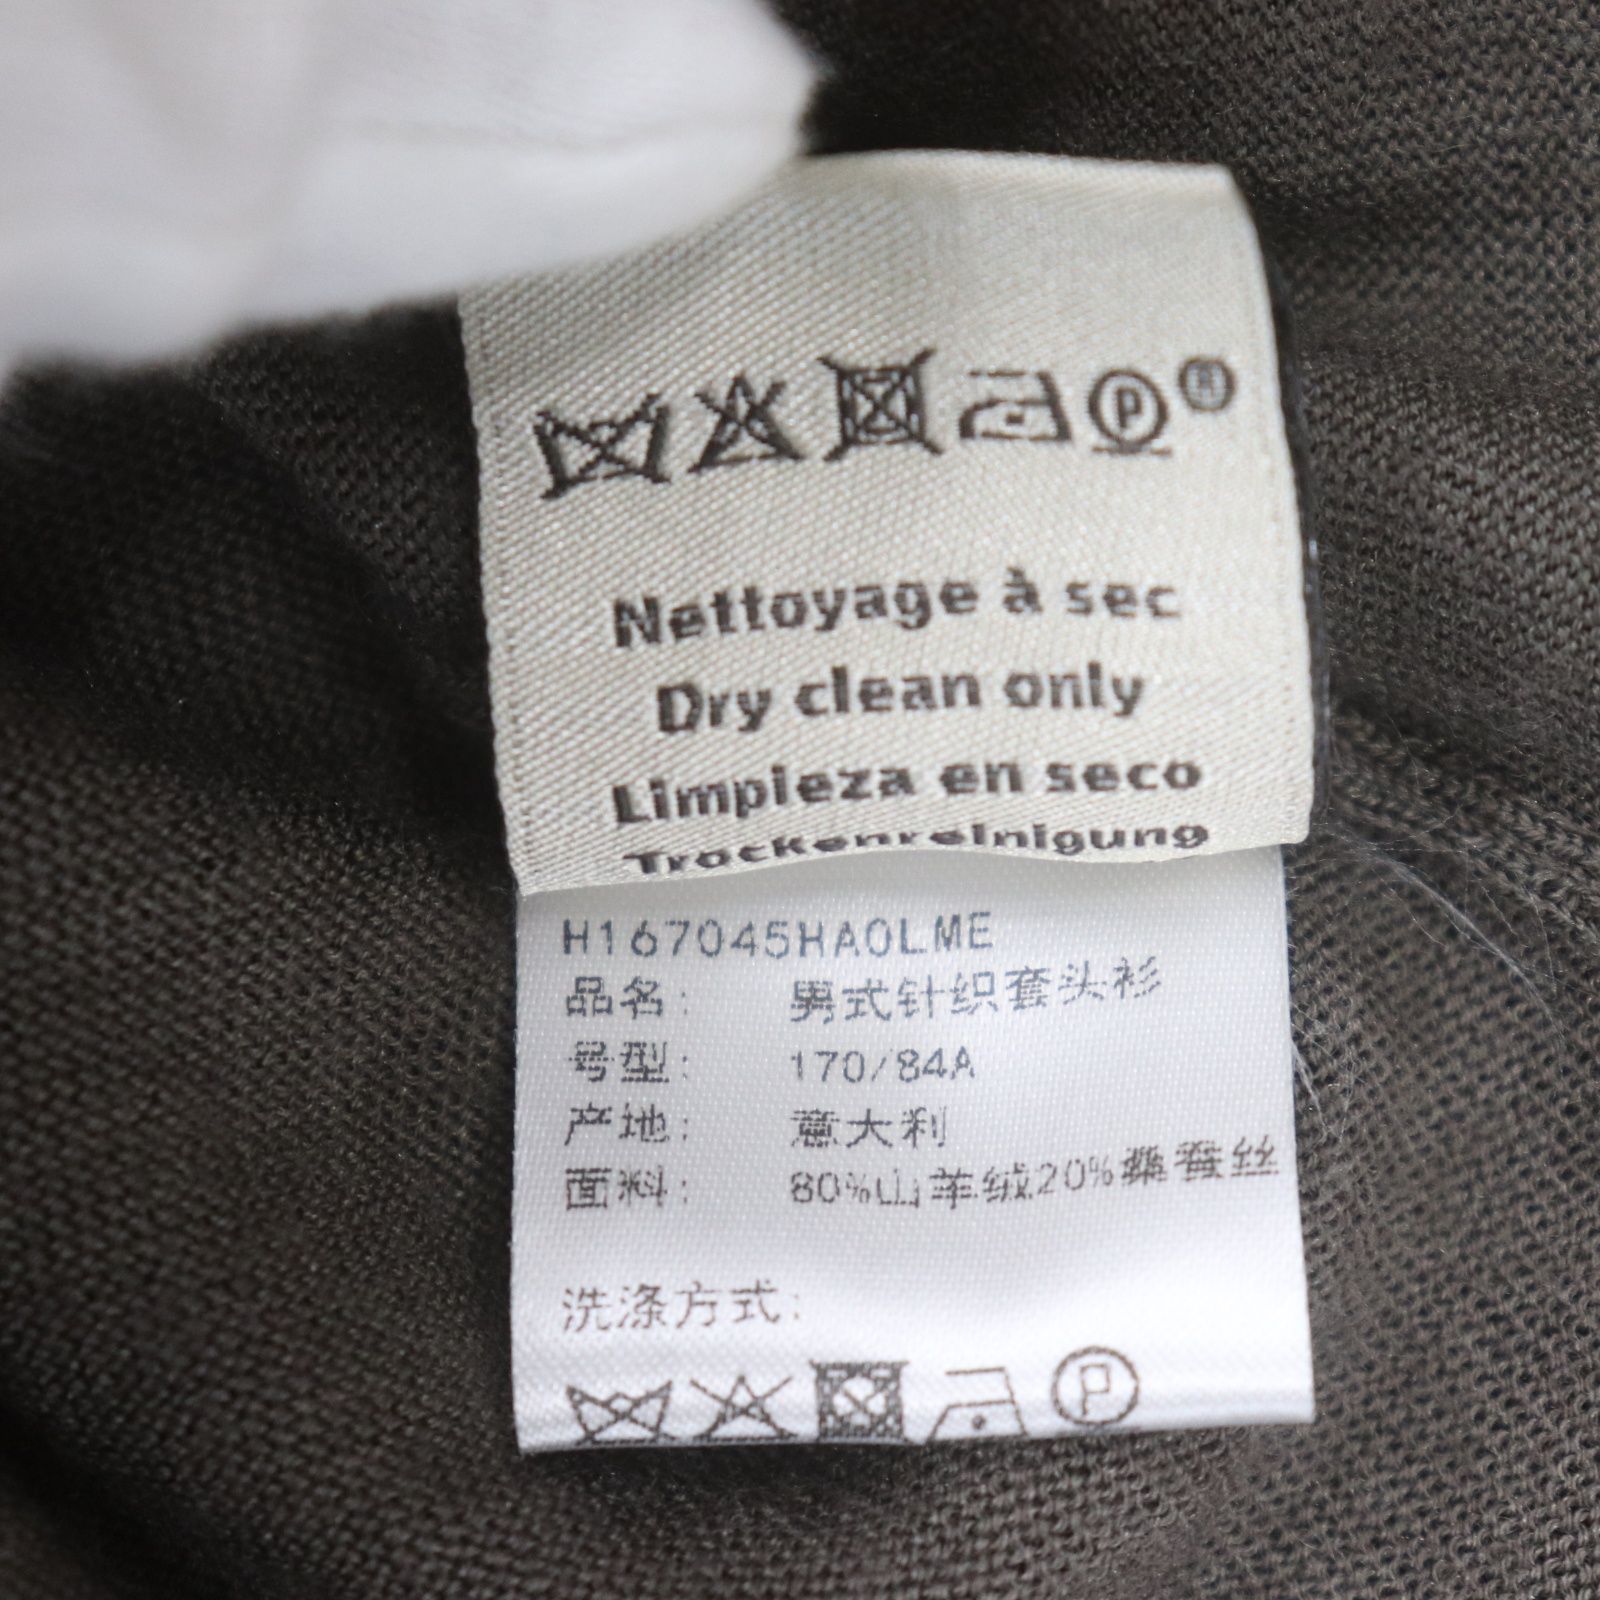 P ®
Nettoyage à sec
Dry clean only
Limpieza en seco
Trockenreinigung
H167045HA0LME
品名: 男式针织套头衫
号型: 170/84A
产地: 意大利
面料: 80%山羊绒20%桑蚕丝
洗涤方式:
P